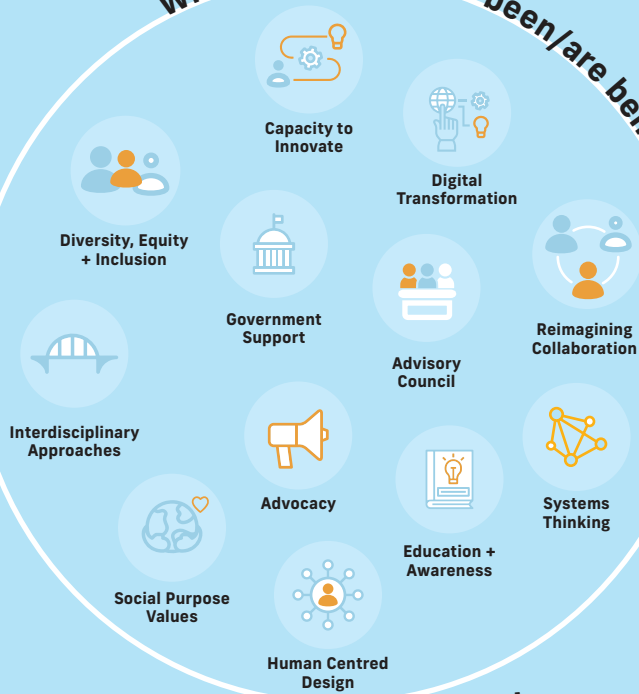 been/are
Capacity to
Innovate
Digital
Transformation
Diversity, Equity
+ Inclusion
Government
Support
Reimagining
Collaboration
Advisory
Council
Interdisciplinary
Approaches
Advocacy
Systems
Thinking
Education +
Awareness
Social Purpose
Values
Human Centred
Design